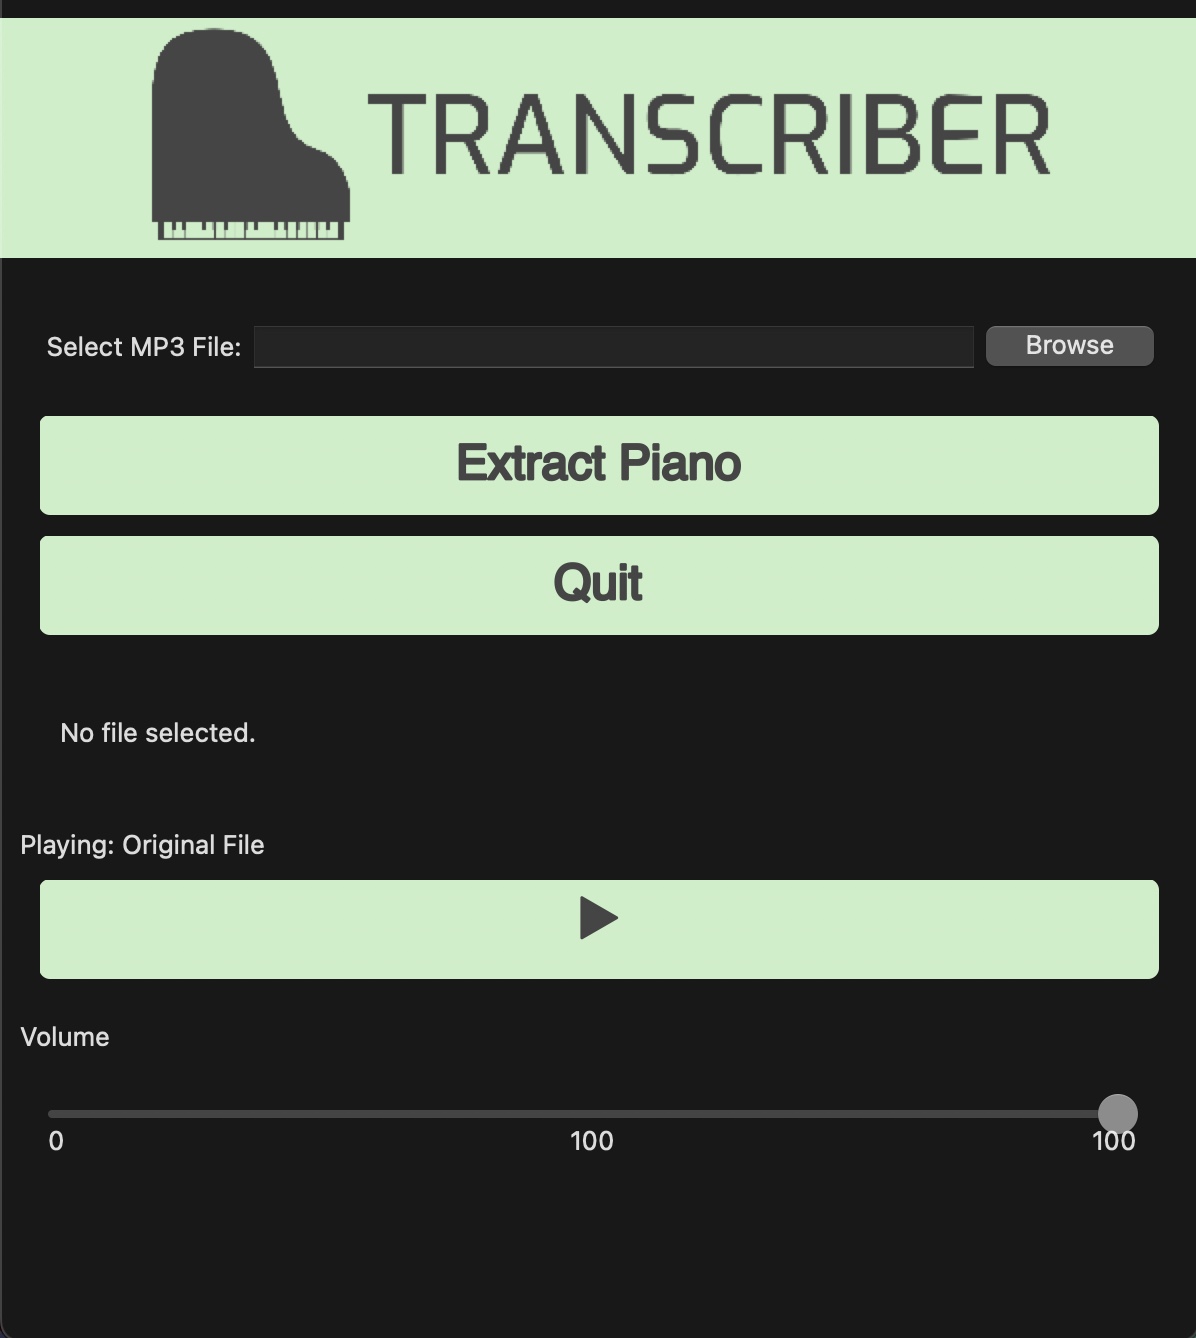 TRANSCRIBER
Select MP3 File: Browse
Extract Piano
Quit
No file selected.
Playing: Original File
Volume
0 100 100